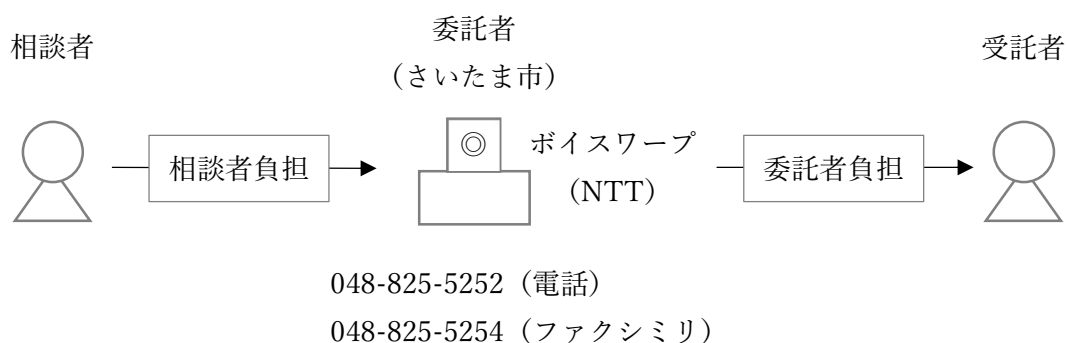 相談者
委託者
（さいたま市）
受託者
相談者負担
◎
ボイスワープ
（NTT）
委託者負担
048-825-5252（電話）
048-825-5254（ファクシミリ）